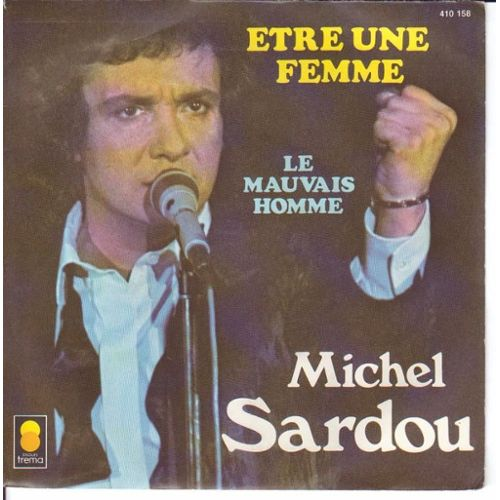 410 158
ETRE UNE
FEMME
LE
MAUVAIS
HOMME
Michel
Sardou
DISQUES
trema